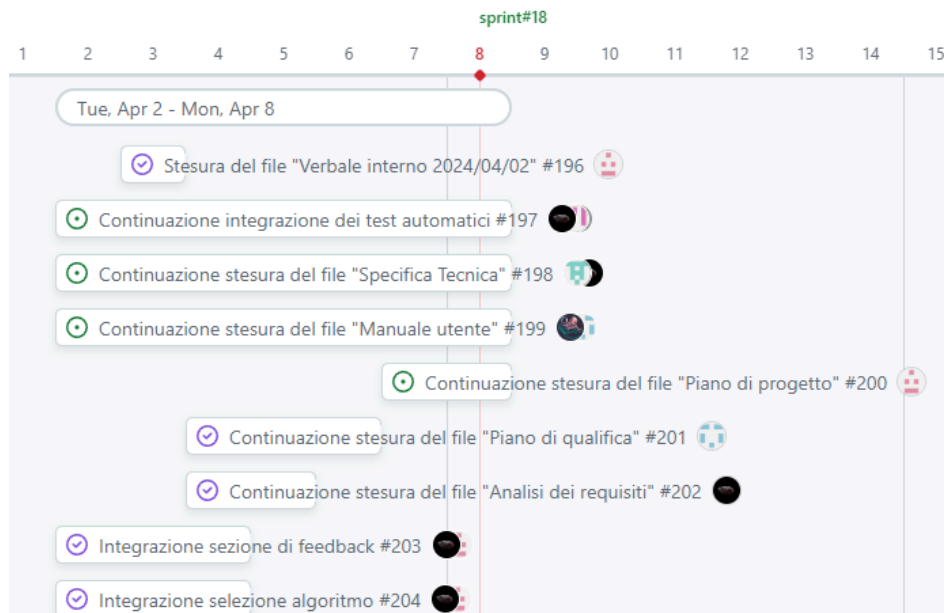 sprint#18
1 2 3 4 5 6 7 8 9 10 11 12 13 14 15
Tue, Apr 2 - Mon, Apr 8
Stesura del file "Verbale interno 2024/04/02" #196
Continuazione integrazione dei test automatici #197
Continuazione stesura del file "Specifica Tecnica" #198
Continuazione stesura del file "Manuale utente" #199
Continuazione stesura del file "Piano di progetto" #200
Continuazione stesura del file "Piano di qualifica" #201
Continuazione stesura del file "Analisi dei requisiti" #202
Integrazione sezione di feedback #203
Integrazione selezione algoritmo #204